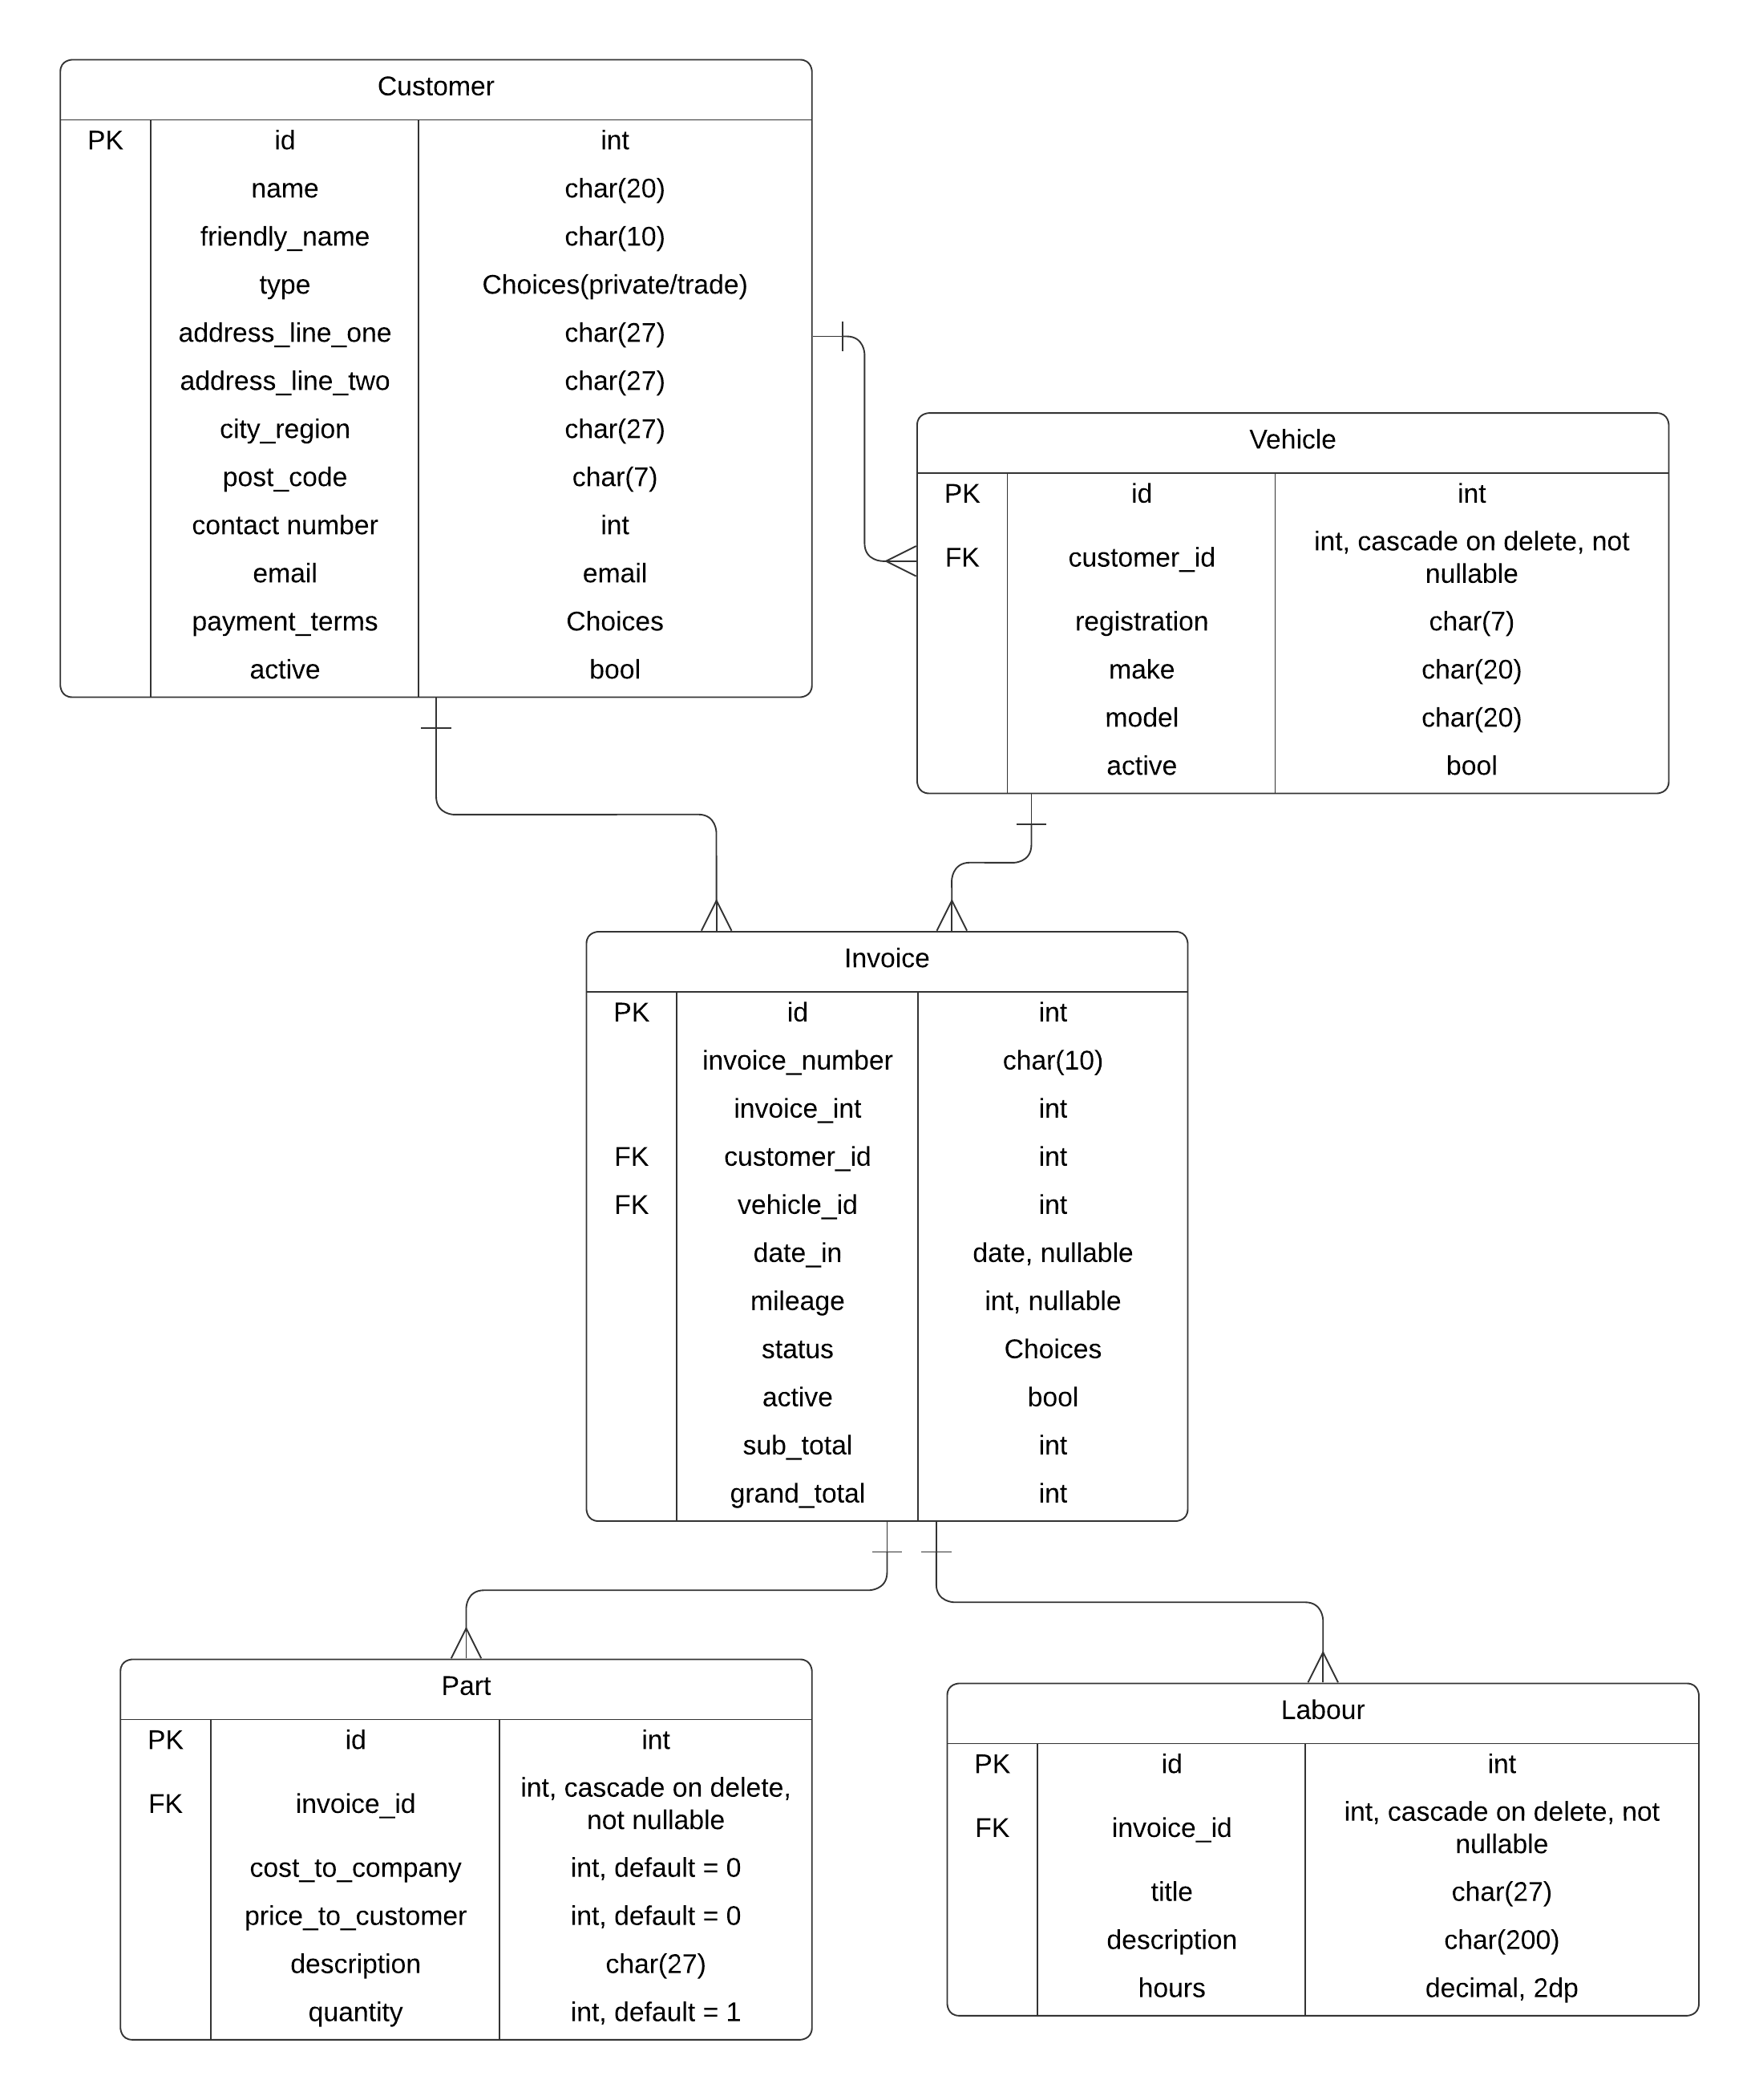 Customer
PK id int
name char(20)
friendly_name char(10)
type Choices(private/trade)
address_line_one char(27)
address_line_two char(27)
city_region char(27)
post_code char(7)
contact number int
email email
payment_terms Choices
active bool
Vehicle
PK id int
FK customer_id int, cascade on delete, not
nullable
registration char(7)
make char(20)
model char(20)
active bool
Invoice
PK id int
invoice_number char(10)
invoice_int int
FK customer_id int
FK vehicle_id int
date_in date, nullable
mileage int, nullable
status Choices
active bool
sub_total int
grand_total int
Part
PK id int
FK invoice_id int, cascade on delete,
not nullable
cost_to_company int, default = 0
price_to_customer int, default = 0
description char(27)
quantity int, default = 1
Labour
PK id int
FK invoice_id int, cascade on delete, not
nullable
title char(27)
description char(200)
hours decimal, 2dp